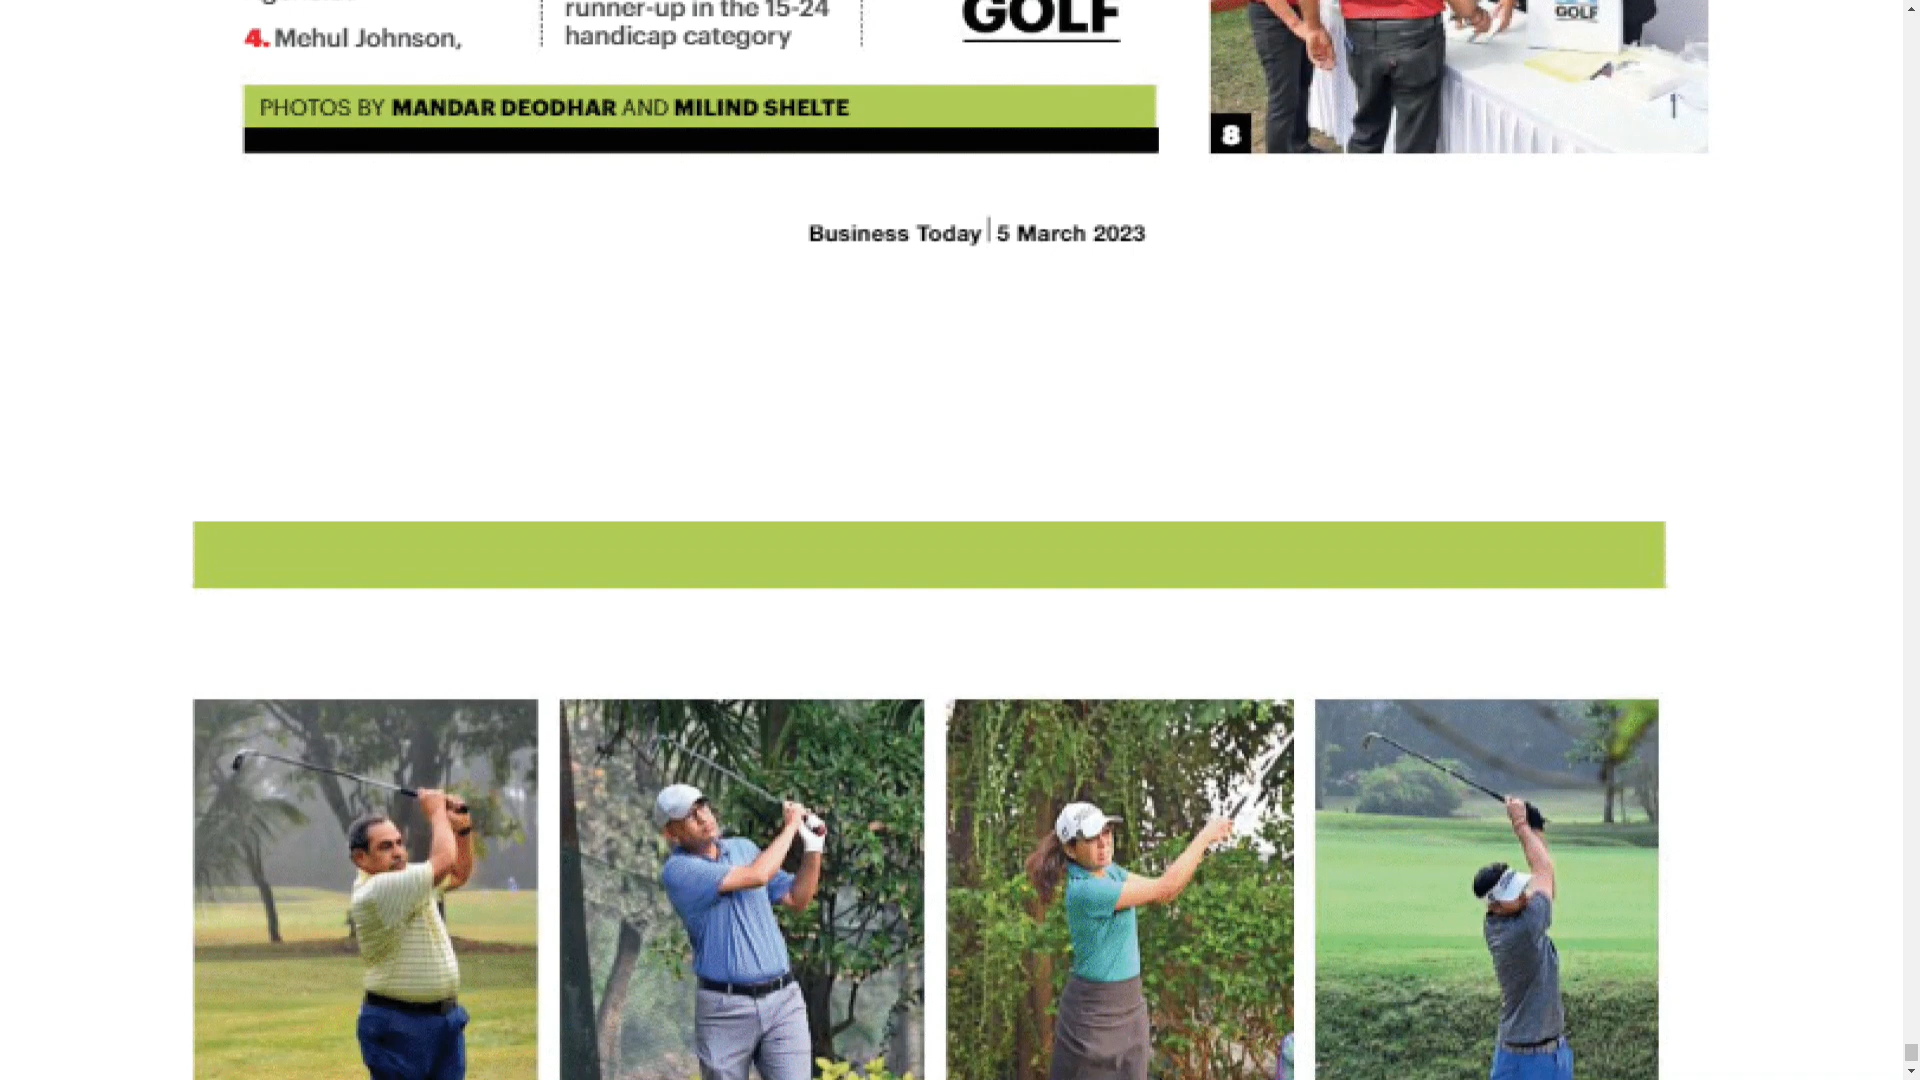 runner-up in the 15-24
handicap category
4. Mehul Johnson,
GOLF
GOLF
8
PHOTOS BY MANDAR DEODHAR AND MILIND SHELTE
Business Today | 5 March 2023